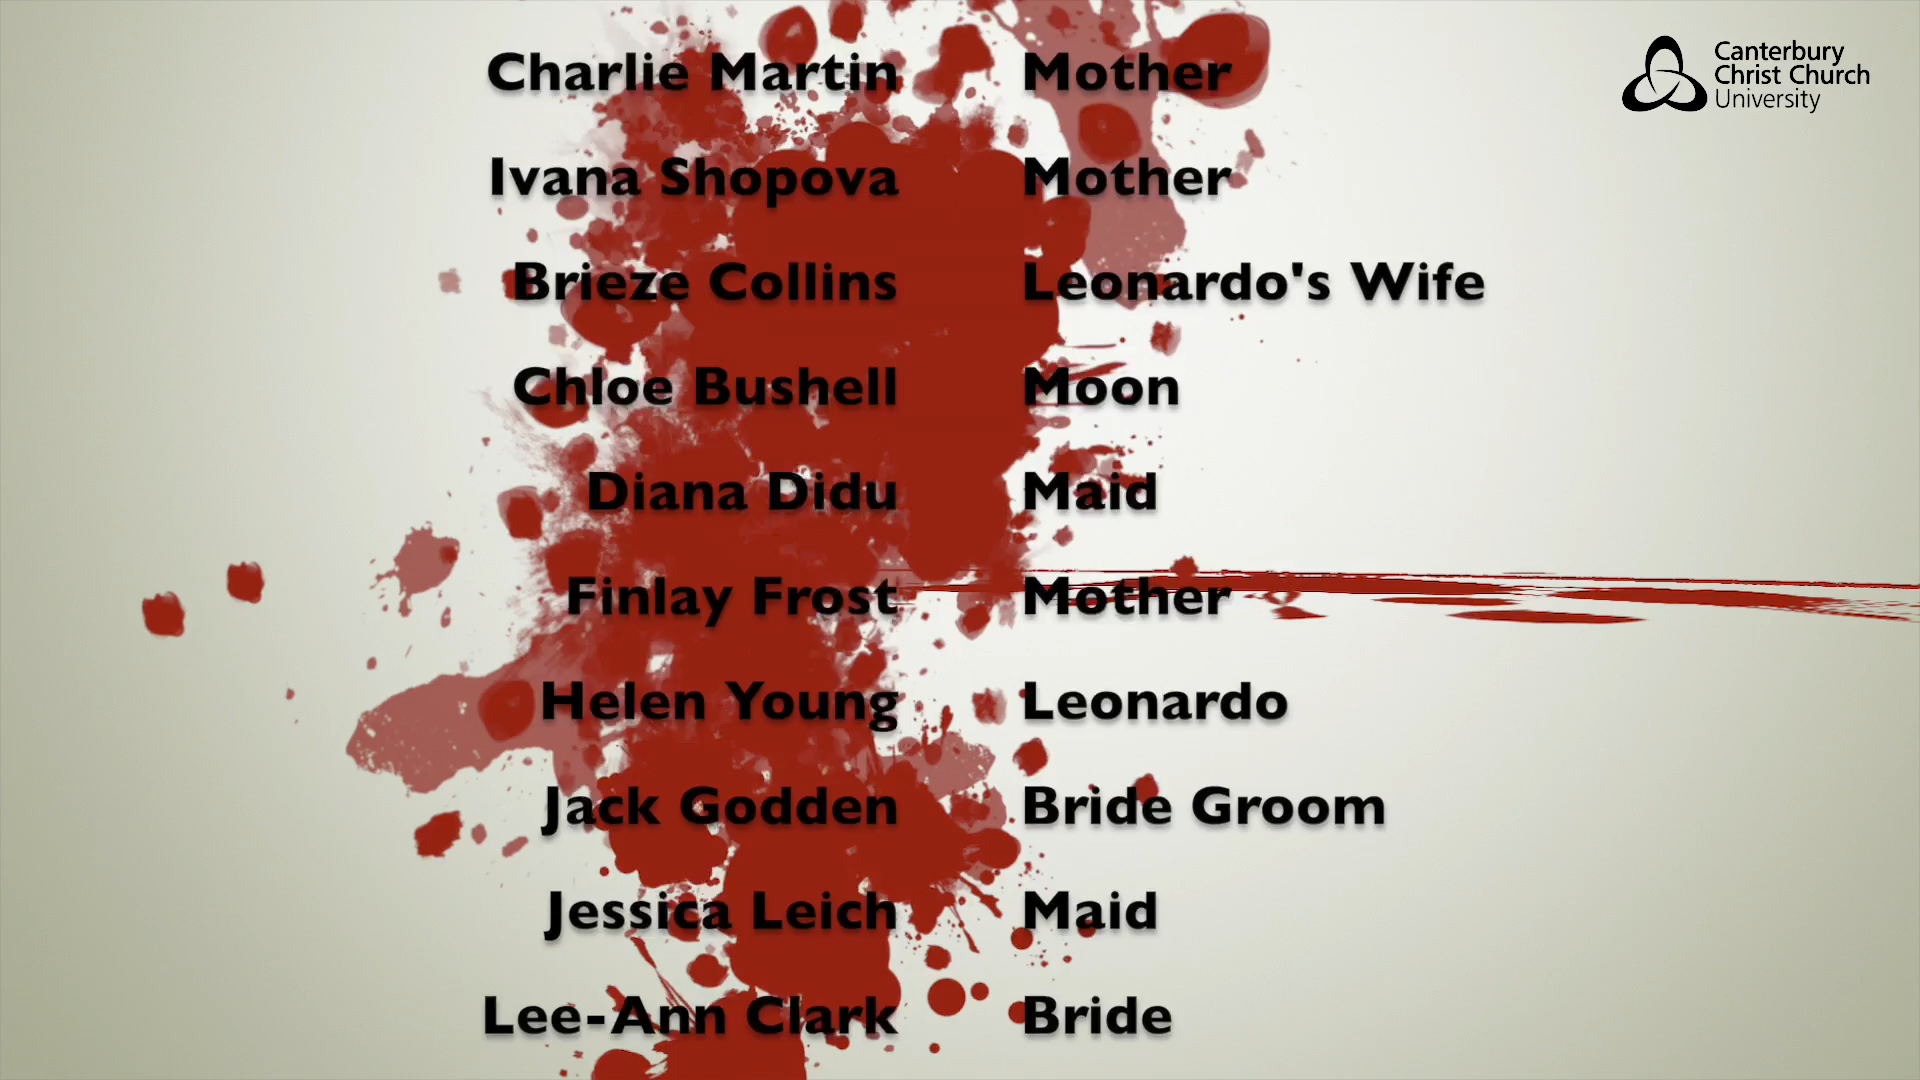 Charlie Martin Mother
Ivana Shopova Mother
Brieze Collins Leonardo's Wife
Chloe Bushell Moon
Diana Didu Maid
Finlay Frost Mother
Helen Young Leonardo
Jack Godden Bride Groom
Jessica Leich Maid
Lee-Ann Clark Bride
Canterbury
Christ Church
University